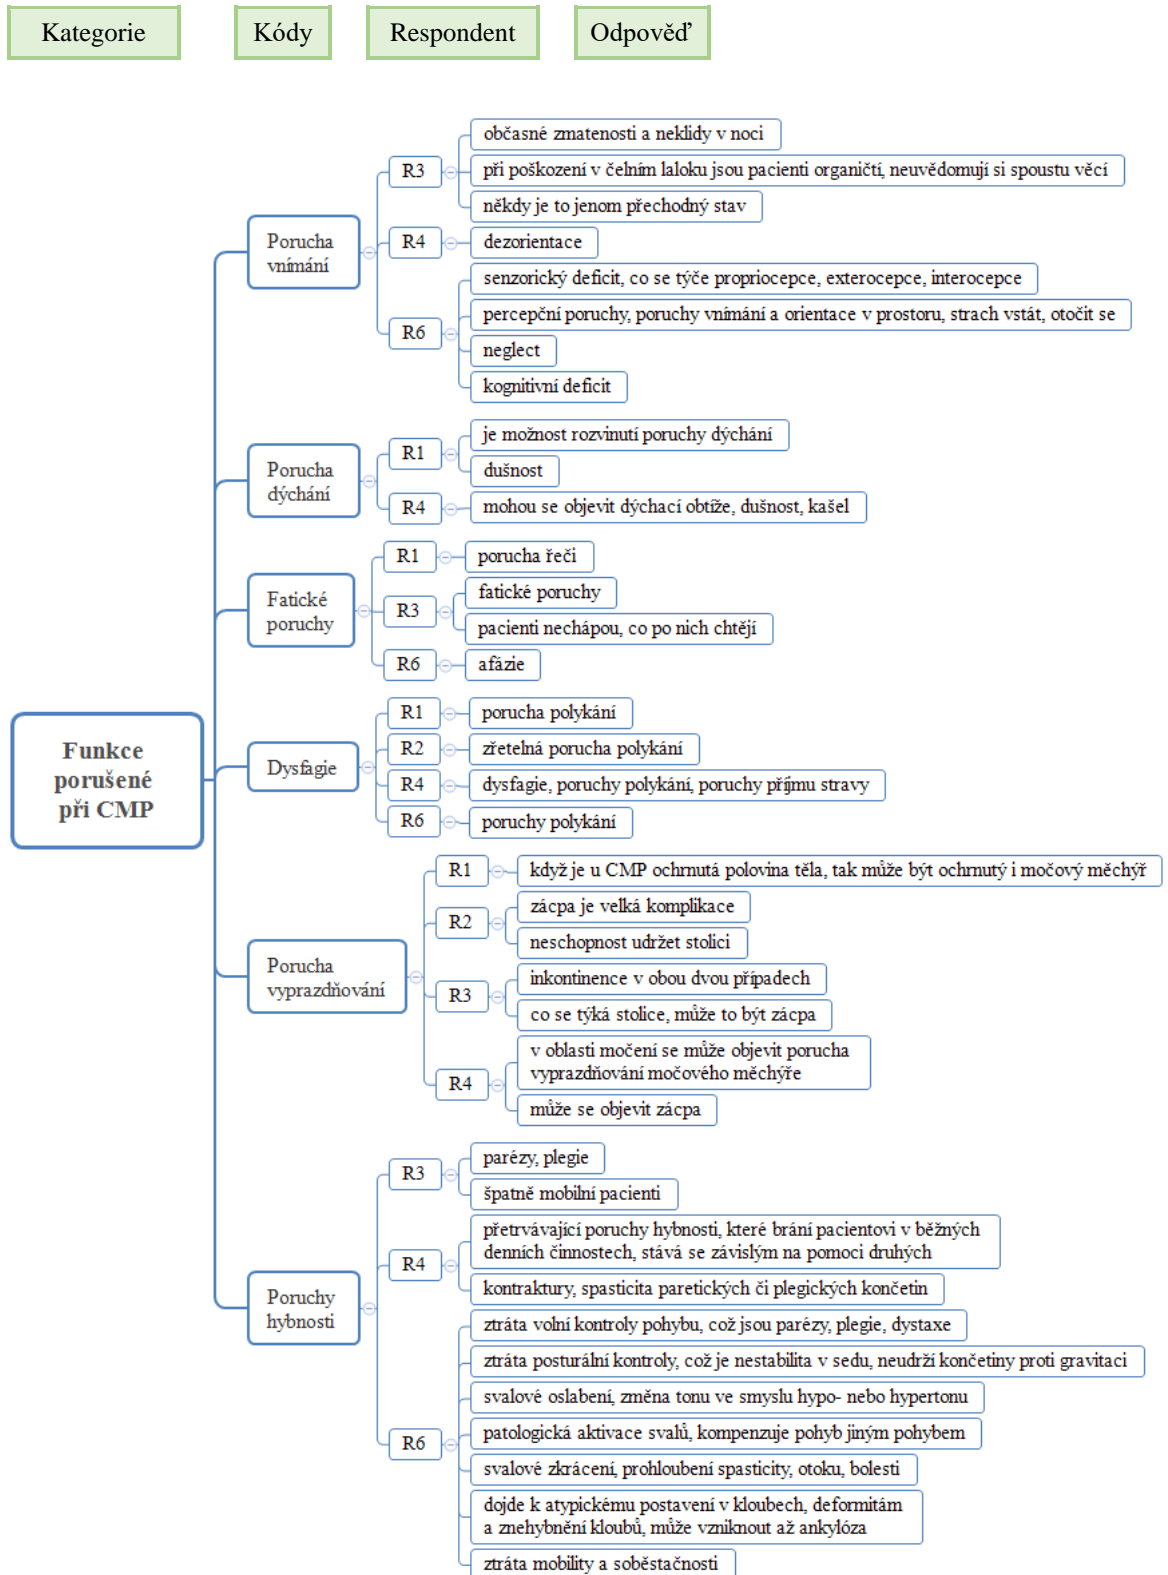 Kategorie
Kódy
Respondent
Odpověď
Funkce
porušené
při CMP
Porucha
vnímání
R3
občasné zmatenosti a neklidy v noci
při poškození v čelním laloku jsou pacienti organičtí, neuvědomují si spoustu věcí
někdy je to jenom přechodný stav
R4
dezorientace
R6
senzorický deficit, co se týče propriocepce, exterocepce, interocepce
percepční poruchy, poruchy vnímání a orientace v prostoru, strach vstát, otočit se
neglect
kognitivní deficit
Porucha
dýchání
R1
je možnost rozvinutí poruchy dýchání
dušnost
R4
mohou se objevit dýchací obtíže, dušnost, kašel
Fatické
poruchy
R1
porucha řeči
R3
fatické poruchy
pacienti nechápou, co po nich chtějí
R6
afázie
Dysfagie
R1
porucha polykání
R2
zřetelná porucha polykání
R4
dysfagie, poruchy polykání, poruchy příjmu stravy
R6
poruchy polykání
Porucha
vyprazdňování
R1
když je u CMP ochrnutá polovina těla, tak může být ochrnutý i močový měchýř
R2
zácpa je velká komplikace
neschopnost udržet stolici
R3
inkontinence v obou dvou případech
co se týká stolice, může to být zácpa
R4
v oblasti močení se může objevit porucha
vyprazdňování močového měchýře
může se objevit zácpa
Poruchy
hybnosti
R3
parézy, plegie
špatně mobilní pacienti
R4
přetrvávající poruchy hybnosti, které brání pacientovi v běžných
denních činnostech, stává se závislým na pomoci druhých
kontraktury, spasticita paretických či plegických končetin
R6
ztráta volní kontroly pohybu, což jsou parézy, plegie, dystaxe
ztráta posturální kontroly, což je nestabilita v sedu, neudrží končetiny proti gravitaci
svalové oslabení, změna tonu ve smyslu hypo- nebo hypertonu
patologická aktivace svalů, kompenzuje pohyb jiným pohybem
svalové zkrácení, prohloubení spasticity, otoku, bolesti
dojde k atypickému postavení v kloubech, deformitám
a znehybnění kloubů, může vzniknout až ankylóza
ztráta mobility a soběstačnosti